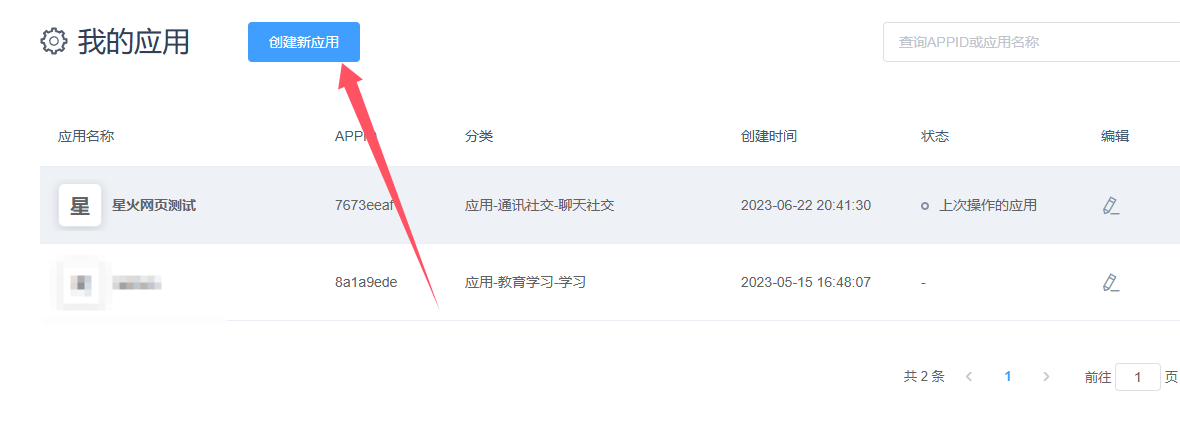 我的应用 创建新应用 查询APPID或应用名称
应用名称 APPID 分类 创建时间 状态 编辑
星 星火网页测试 7673eeaf 应用-通讯社交-聊天社交 2023-06-22 20:41:30 上次操作的应用
8a1a9ede 应用-教育学习-学习 2023-05-15 16:48:07 -
共 2 条 < 1 > 前往 1 页